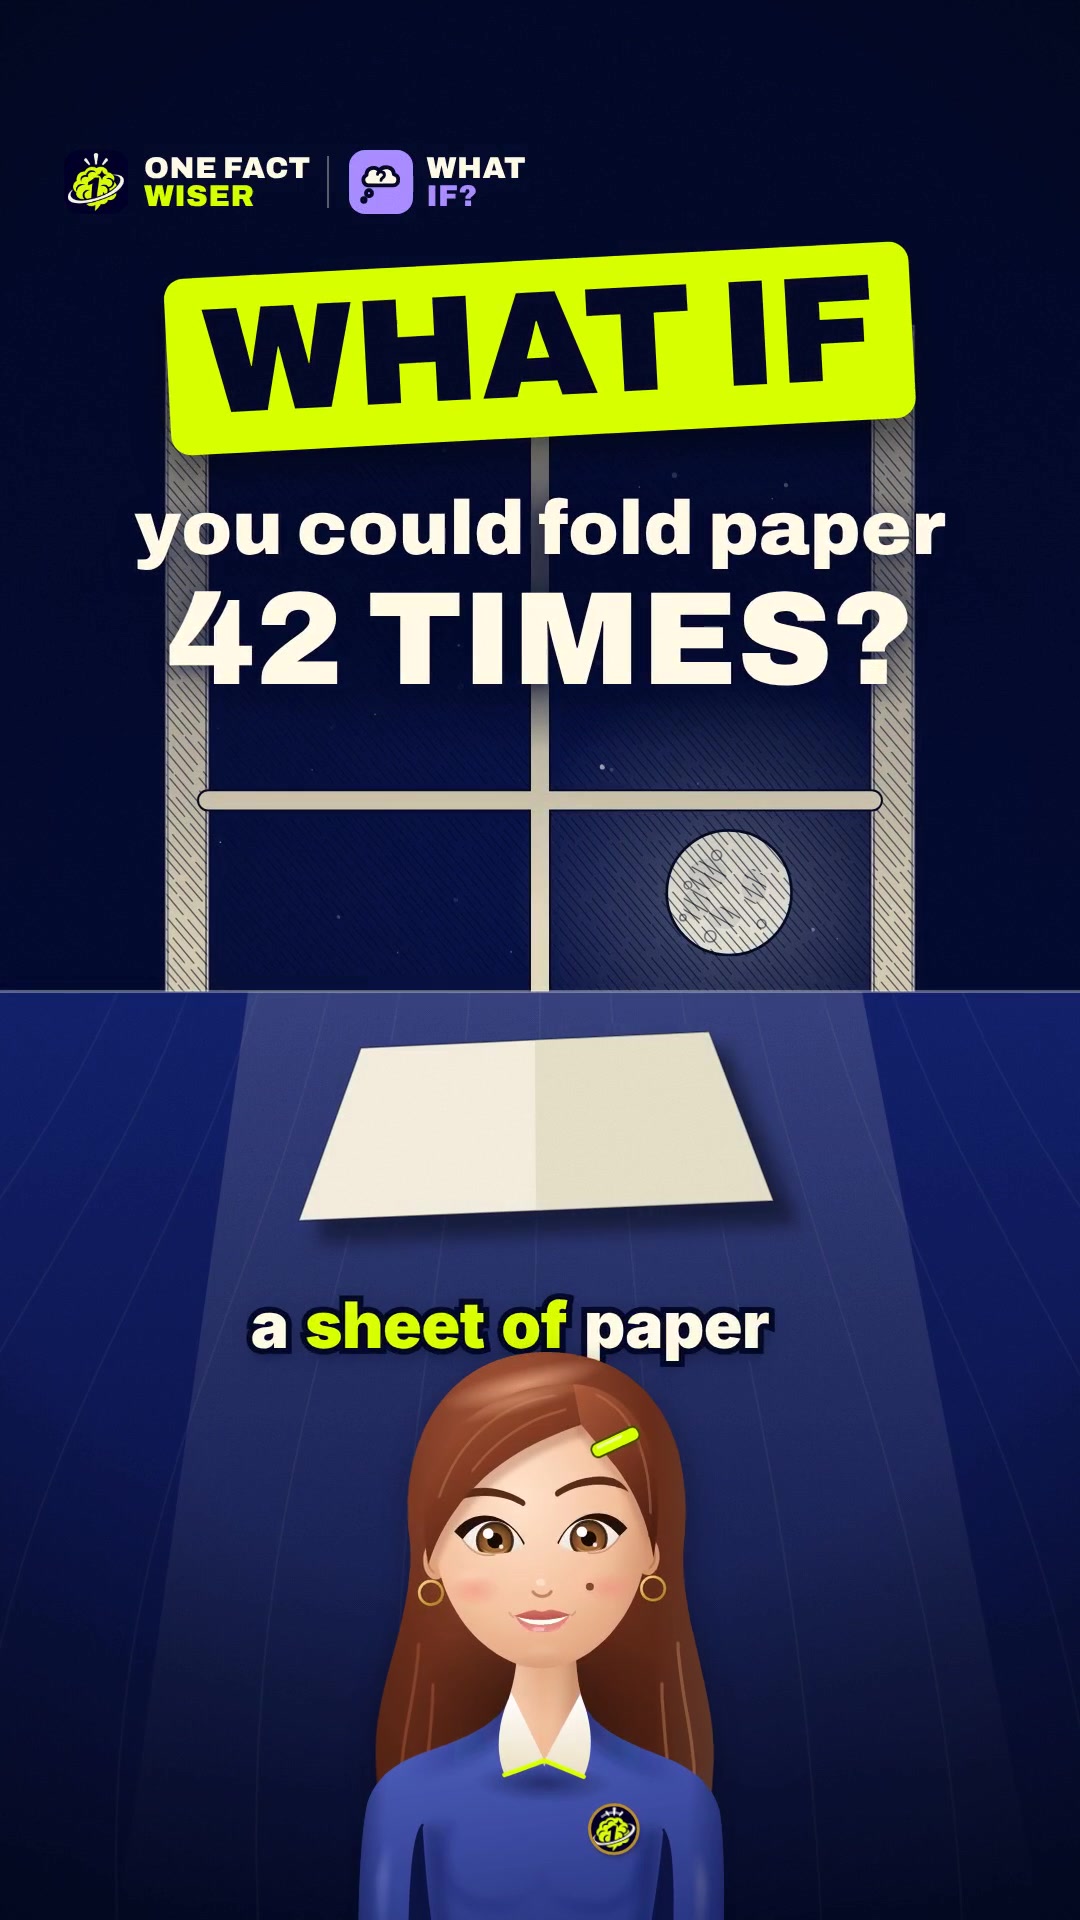 ONE FACT
WISER
WHAT
IF?
WHAT IF
you could fold paper
42 TIMES?
a sheet of paper